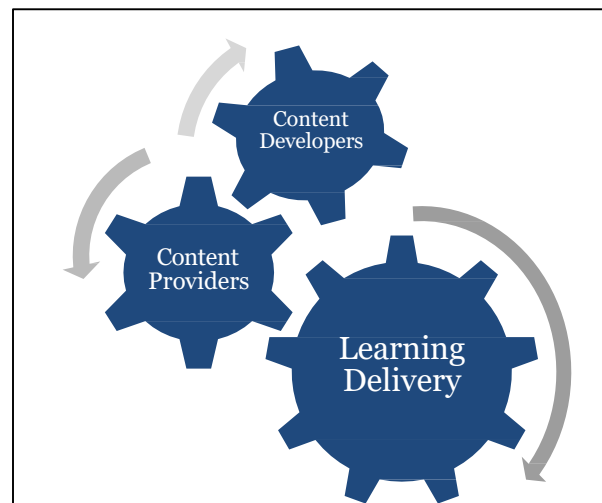 Content
Developers
Content
Providers
Learning
Delivery